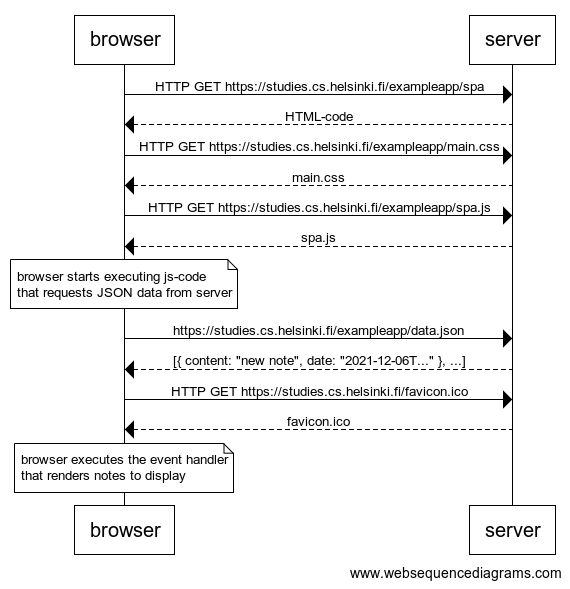 browser
server
HTTP GET https://studies.cs.helsinki.fi/exampleapp/spa
HTML-code
HTTP GET https://studies.cs.helsinki.fi/exampleapp/main.css
main.css
HTTP GET https://studies.cs.helsinki.fi/exampleapp/spa.js
spa.js
browser starts executing js-code
that requests JSON data from server
https://studies.cs.helsinki.fi/exampleapp/data.json
[{ content: "new note", date: "2021-12-06T..." }, ...]
HTTP GET https://studies.cs.helsinki.fi/favicon.ico
favicon.ico
browser executes the event handler
that renders notes to display
browser
server
www.websequencediagrams.com